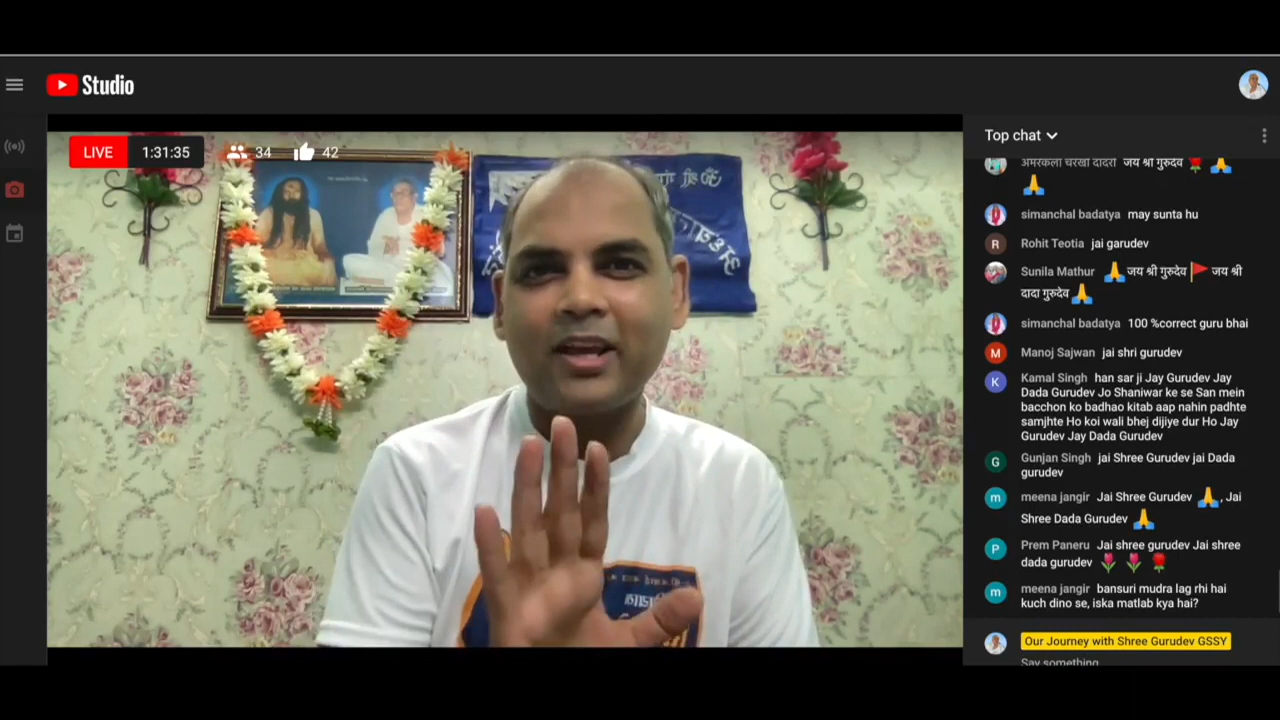 Studio
LIVE 1:31:35 34 42
Top chat
अमरकला चरखी दादरी जय श्री गुरुदेव🌹🙏
🙏
simanchal badatya may sunta hu
R Rohit Teotia jai garudev
Sunila Mathur 🙏जय श्री गुरुदेव🚩जय श्री
दादा गुरुदेव🙏
simanchal badatya 100 %correct guru bhai
M Manoj Sajwan jai shri gurudev
K Kamal Singh han sar ji Jay Gurudev Jay
Dada Gurudev Jo Shaniwar ke se San mein
bacchon ko badhao kitab aap nahin padhte
samjhte Ho koi wali bhej dijiye dur Ho Jay
Gurudev Jay Dada Gurudev
G Gunjan Singh jai Shree Gurudev jai Dada
gurudev
m meena jangir Jai Shree Gurudev 🙏, Jai
Shree Dada Gurudev 🙏
P Prem Paneru Jai shree gurudev Jai shree
dada gurudev 🌷 🌷 🌹
m meena jangir bansuri mudra lag rhi hai
kuch dino se, iska matlab kya hai?
Our Journey with Shree Gurudev GSSY
Say something